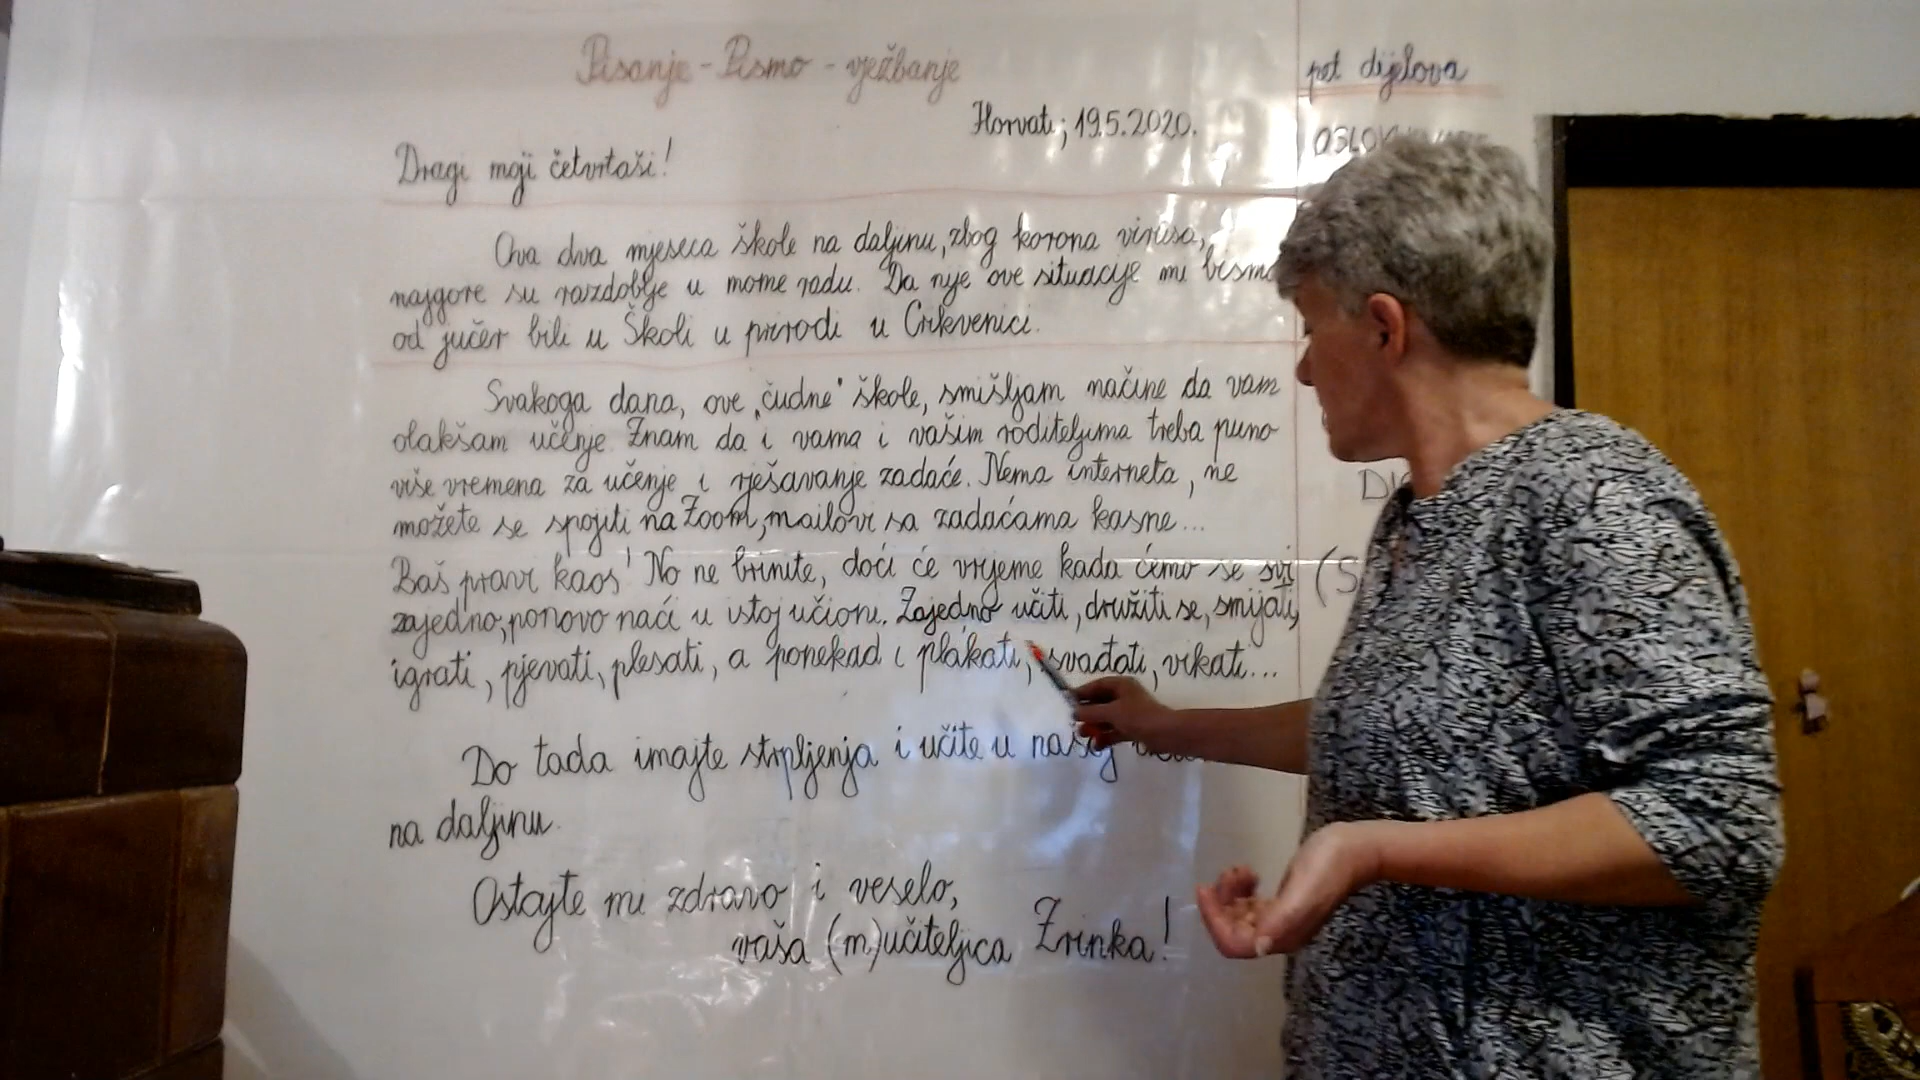 Pisanje - Pismo - vježbanje
pet dijelova
Horvati, 19.5.2020.
Dragi moji četvrtaši!
Ova dva mjeseca škole na daljinu, zbog korona virusa,
najgore su razdoblje u mome radu. Da nije ove situacije mi bismo
od jučer bili u Školi u prirodi u Crikvenici.
Svakoga dana, ove „čudne" škole, smišljam načine da vam
olakšam učenje. Znam da i vama i vašim roditeljima treba puno
više vremena za učenje i rješavanje zadaće. Nema interneta, ne
možete se spojiti na Zoom, mailovi sa zadaćama kasne...
Baš pravi kaos! No ne brinite, doći će vrijeme kada ćemo se svi
zajedno, ponovo naći u istoj učioni. Zajedno učiti, družiti se, smijati,
igrati, pjevati, plesati, a ponekad i plakati, svađati, vikati...
Do tada imajte strpljenja i učite u našoj
na daljinu.
Ostajte mi zdravo i veselo,
vaša (m)učiteljica Zrinka!